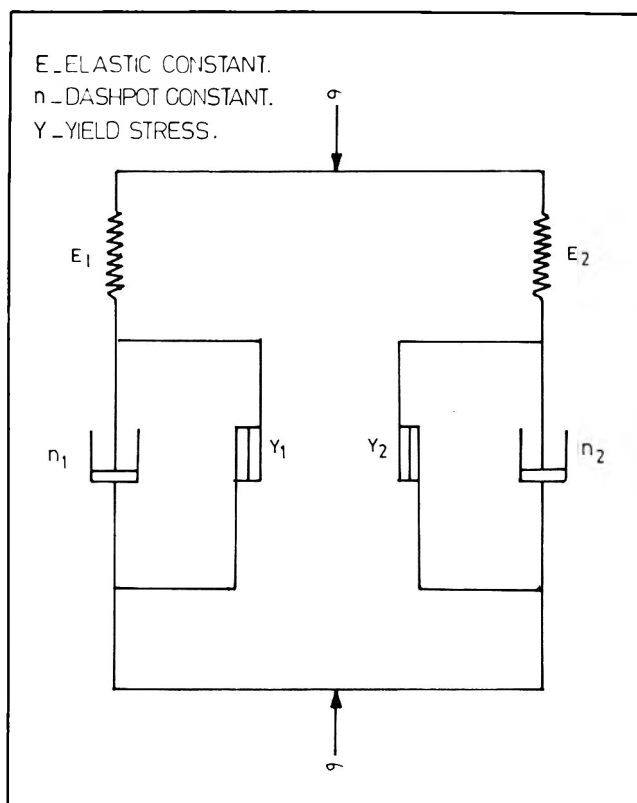 E_ELASTIC CONSTANT.
n_DASHPOT CONSTANT.
Y_YIELD STRESS.
σ
E1
E2
n1
Y1
Y2
n2
σ